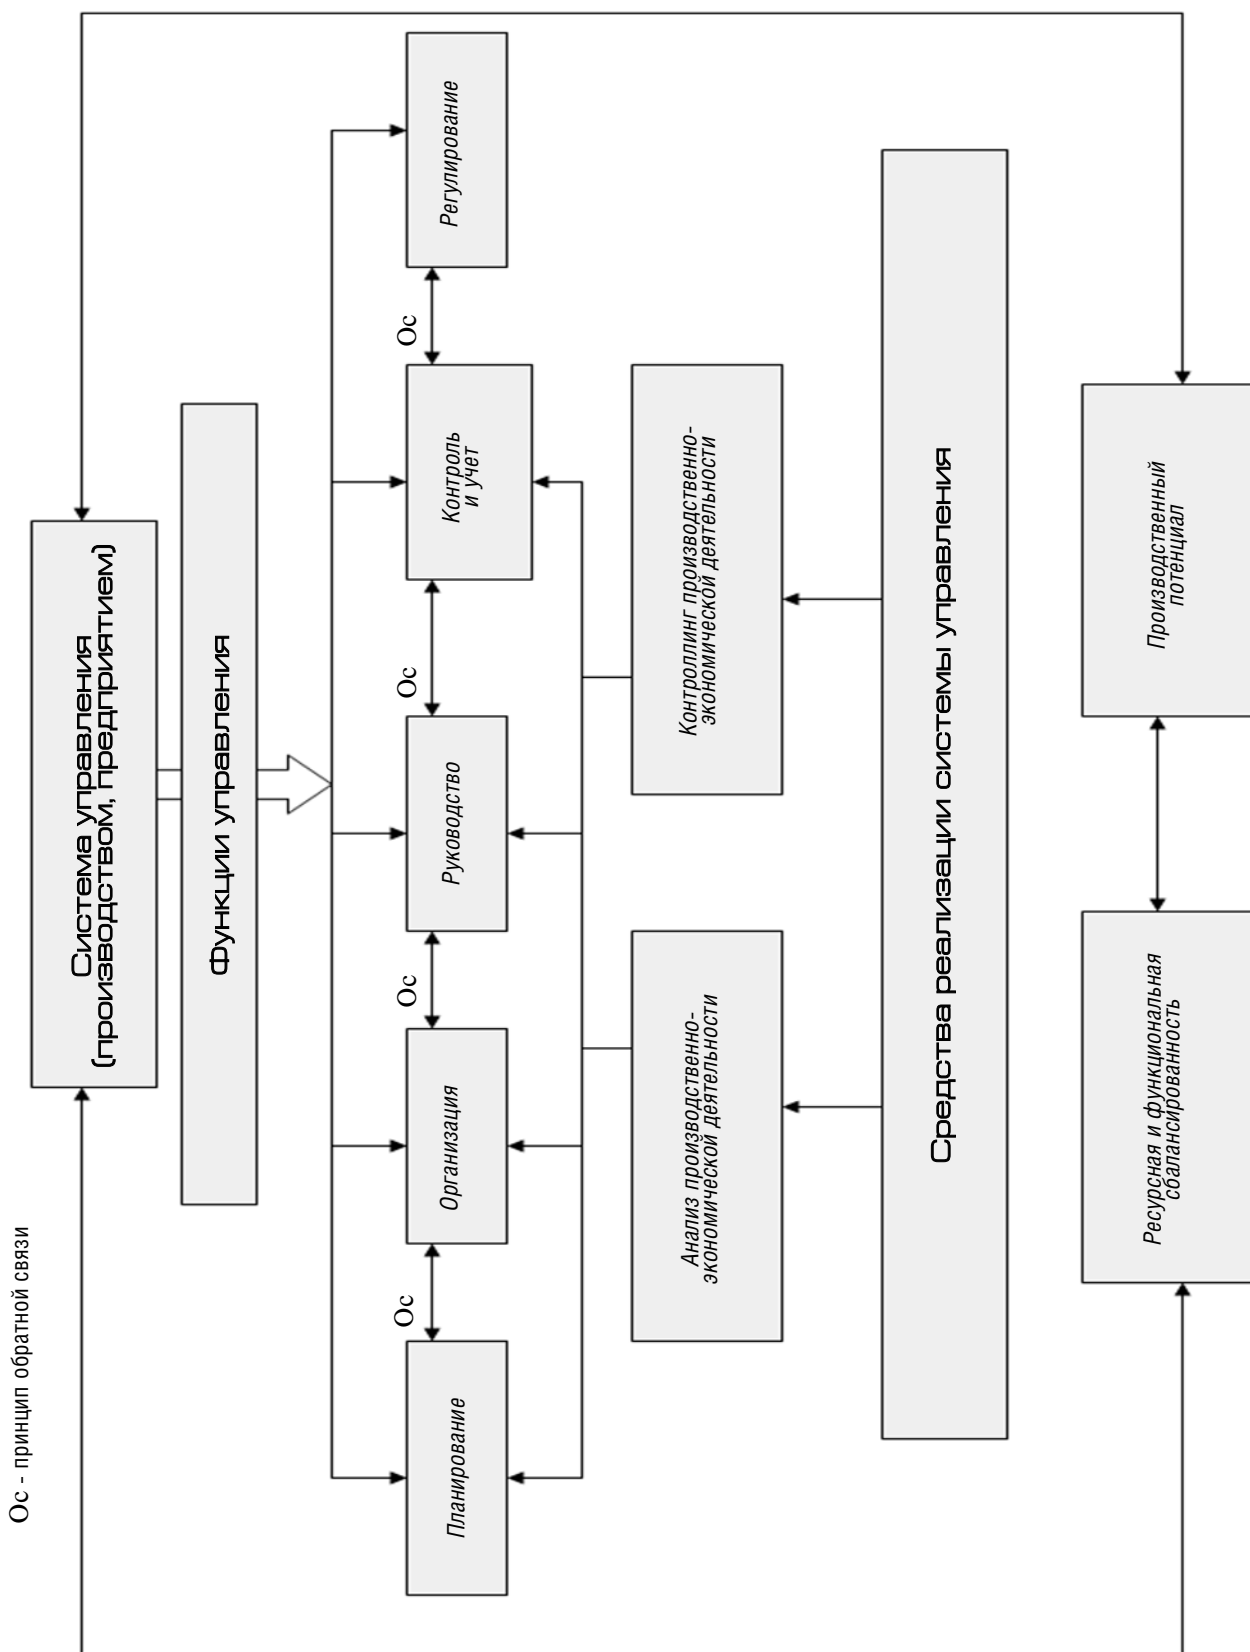 Ос - принцип обратной связи
Система управления
(производством, предприятием)
Функции управления
Планирование
Ос
Организация
Ос
Руководство
Ос
Контроль
и учет
Ос
Регулирование
Анализ производственно-
экономической деятельности
Контроллинг производственно-
экономической деятельности
Средства реализации системы управления
Ресурсная и функциональная
сбалансированность
Производственный
потенциал